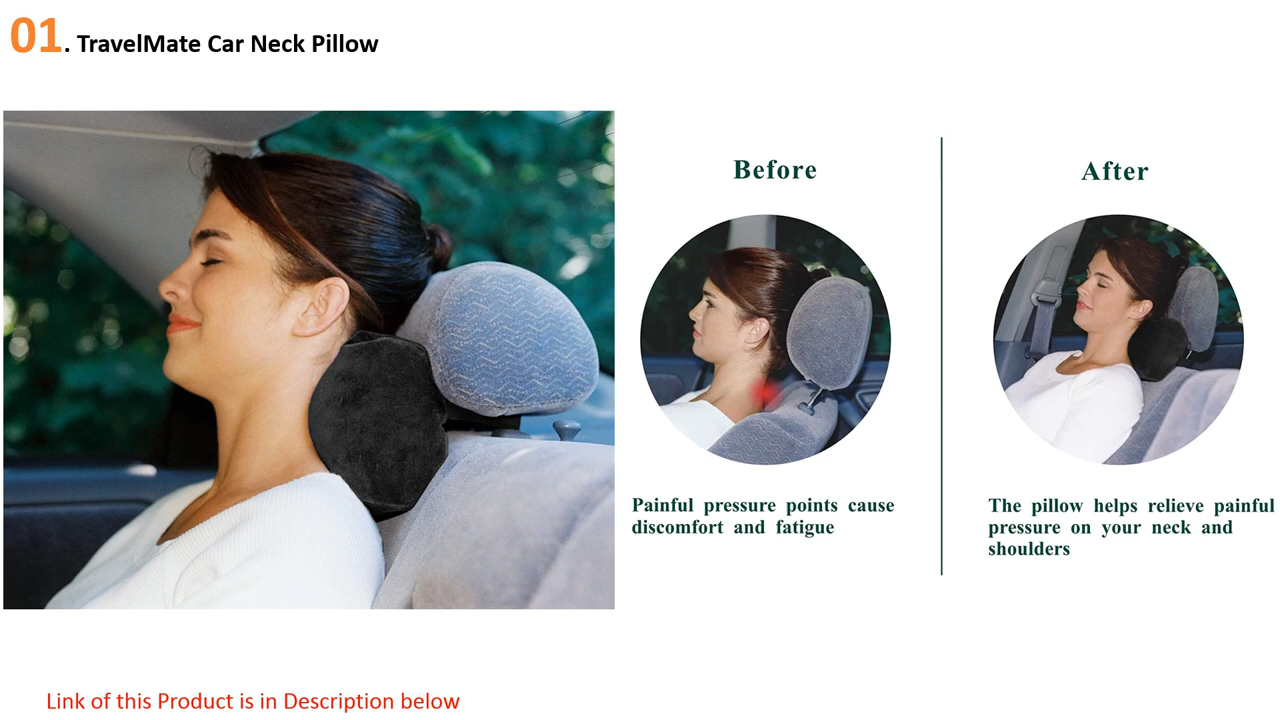 01. TravelMate Car Neck Pillow
Before
After
Painful pressure points cause
discomfort and fatigue
The pillow helps relieve painful
pressure on your neck and
shoulders
Link of this Product is in Description below